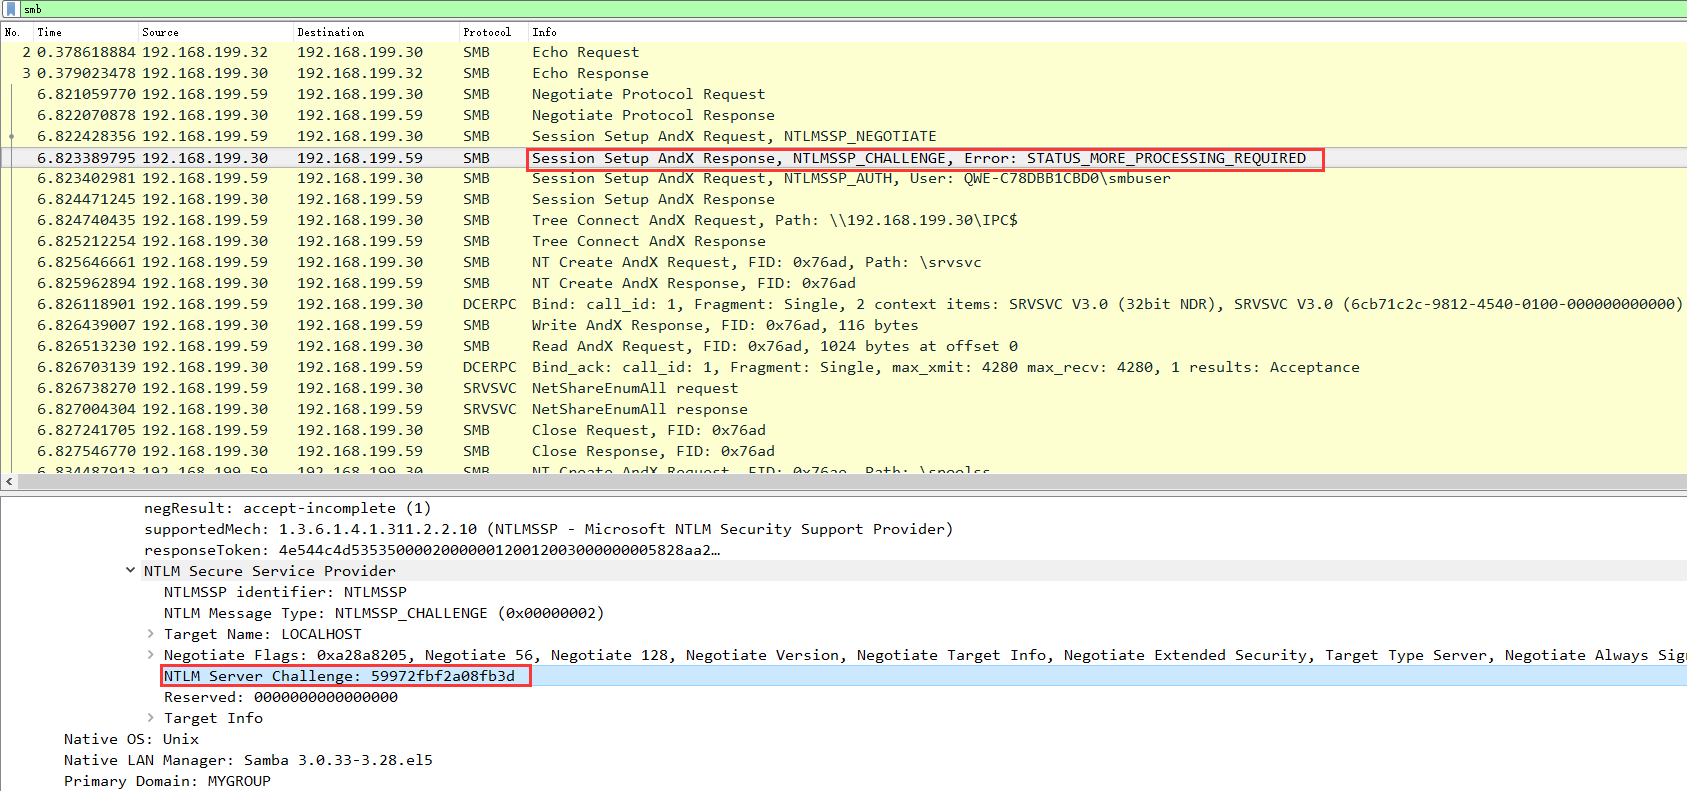 smb
No. Time Source Destination Protocol Info
2 0.378618884 192.168.199.32 192.168.199.30 SMB Echo Request
3 0.379023478 192.168.199.30 192.168.199.32 SMB Echo Response
6.821059770 192.168.199.59 192.168.199.30 SMB Negotiate Protocol Request
6.822070878 192.168.199.30 192.168.199.59 SMB Negotiate Protocol Response
6.822428356 192.168.199.59 192.168.199.30 SMB Session Setup AndX Request, NTLMSSP_NEGOTIATE
6.823389795 192.168.199.30 192.168.199.59 SMB Session Setup AndX Response, NTLMSSP_CHALLENGE, Error: STATUS_MORE_PROCESSING_REQUIRED
6.823402981 192.168.199.59 192.168.199.30 SMB Session Setup AndX Request, NTLMSSP_AUTH, User: QWE-C78DBB1CBD0\smbuser
6.824471245 192.168.199.30 192.168.199.59 SMB Session Setup AndX Response
6.824740435 192.168.199.59 192.168.199.30 SMB Tree Connect AndX Request, Path: \\192.168.199.30\IPC$
6.825212254 192.168.199.30 192.168.199.59 SMB Tree Connect AndX Response
6.825646661 192.168.199.59 192.168.199.30 SMB NT Create AndX Request, FID: 0x76ad, Path: \srvsvc
6.825962894 192.168.199.30 192.168.199.59 SMB NT Create AndX Response, FID: 0x76ad
6.826118901 192.168.199.59 192.168.199.30 DCERPC Bind: call_id: 1, Fragment: Single, 2 context items: SRVSVC V3.0 (32bit NDR), SRVSVC V3.0 (6cb71c2c-9812-4540-0100-000000000000)
6.826439007 192.168.199.30 192.168.199.59 SMB Write AndX Response, FID: 0x76ad, 116 bytes
6.826513230 192.168.199.59 192.168.199.30 SMB Read AndX Request, FID: 0x76ad, 1024 bytes at offset 0
6.826703139 192.168.199.30 192.168.199.59 DCERPC Bind_ack: call_id: 1, Fragment: Single, max_xmit: 4280 max_recv: 4280, 1 results: Acceptance
6.826738270 192.168.199.59 192.168.199.30 SRVSVC NetShareEnumAll request
6.827004304 192.168.199.30 192.168.199.59 SRVSVC NetShareEnumAll response
6.827241705 192.168.199.59 192.168.199.30 SMB Close Request, FID: 0x76ad
6.827546770 192.168.199.30 192.168.199.59 SMB Close Response, FID: 0x76ad
6.834487913 192.168.199.59 192.168.199.30 SMB NT Create AndX Request, FID: 0x76ae, Path: \spoolss
negResult: accept-incomplete (1)
supportedMech: 1.3.6.1.4.1.311.2.2.10 (NTLMSSP - Microsoft NTLM Security Support Provider)
responseToken: 4e544c4d53535000020000001200120030000000005828aa2…
NTLM Secure Service Provider
NTLMSSP identifier: NTLMSSP
NTLM Message Type: NTLMSSP_CHALLENGE (0x00000002)
Target Name: LOCALHOST
Negotiate Flags: 0xa28a8205, Negotiate 56, Negotiate 128, Negotiate Version, Negotiate Target Info, Negotiate Extended Security, Target Type Server, Negotiate Always Sig
NTLM Server Challenge: 59972fbf2a08fb3d
Reserved: 0000000000000000
Target Info
Native OS: Unix
Native LAN Manager: Samba 3.0.33-3.28.el5
Primary Domain: MYGROUP